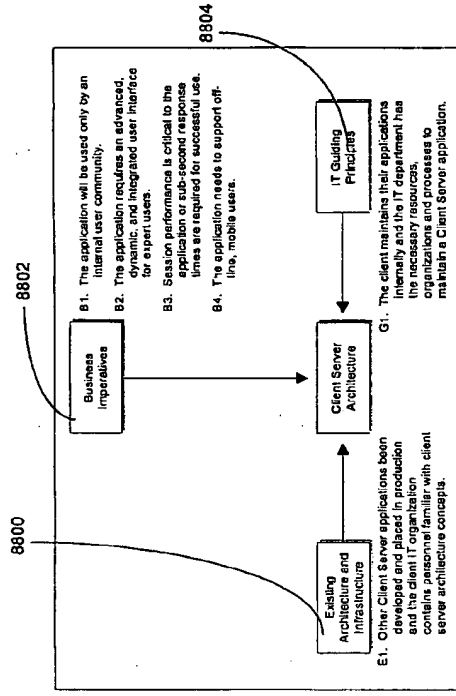 8802
Business
Imperatives
B1. The application will be used only by an
internal user community.
B2. The application requires an advanced,
dynamic, and integrated user interface
for expert users.
B3. Session performance is critical to the
application or sub-second response
times are required for successful use.
B4. The application needs to support off-
line, mobile users.
8800
Existing
Architecture and
Infrastructure
Client Server
Architecture
IT Guiding
Principles
8804
E1. Other Client Server applications been
developed and placed in production
and the client IT organization
contains personnel familiar with client
server architecture concepts.
G1. The client maintains their applications
internally and the IT department has
the necessary resources,
organizations and processes to
maintain a Client Server application.